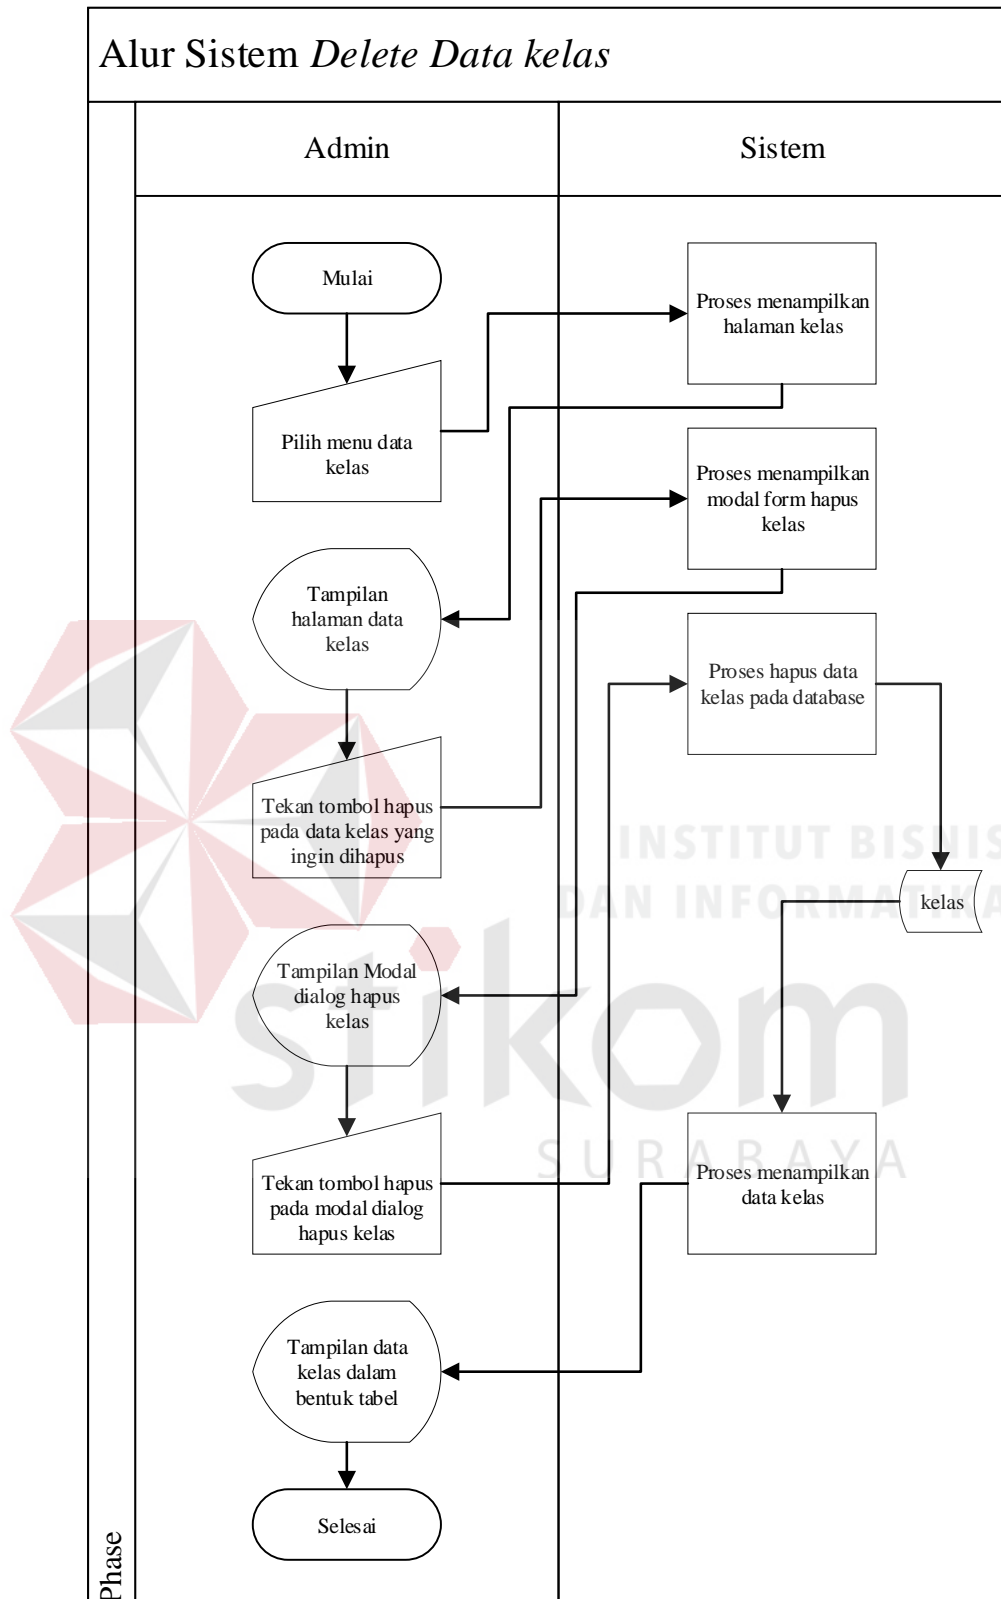 Alur Sistem Delete Data kelas
Admin
Sistem
Mulai
Proses menampilkan
halaman kelas
Pilih menu data
kelas
Proses menampilkan
modal form hapus
kelas
Tampilan
halaman data
kelas
Proses hapus data
kelas pada database
Tekan tombol hapus
pada data kelas yang
ingin dihapus
INSTITUT BISNIS
DAN INFORMATIKA
kelas
Tampilan Modal
dialog hapus
kelas
stikom
SURABAYA
Tekan tombol hapus
pada modal dialog
hapus kelas
Proses menampilkan
data kelas
Tampilan data
kelas dalam
bentuk tabel
Selesai
Phase